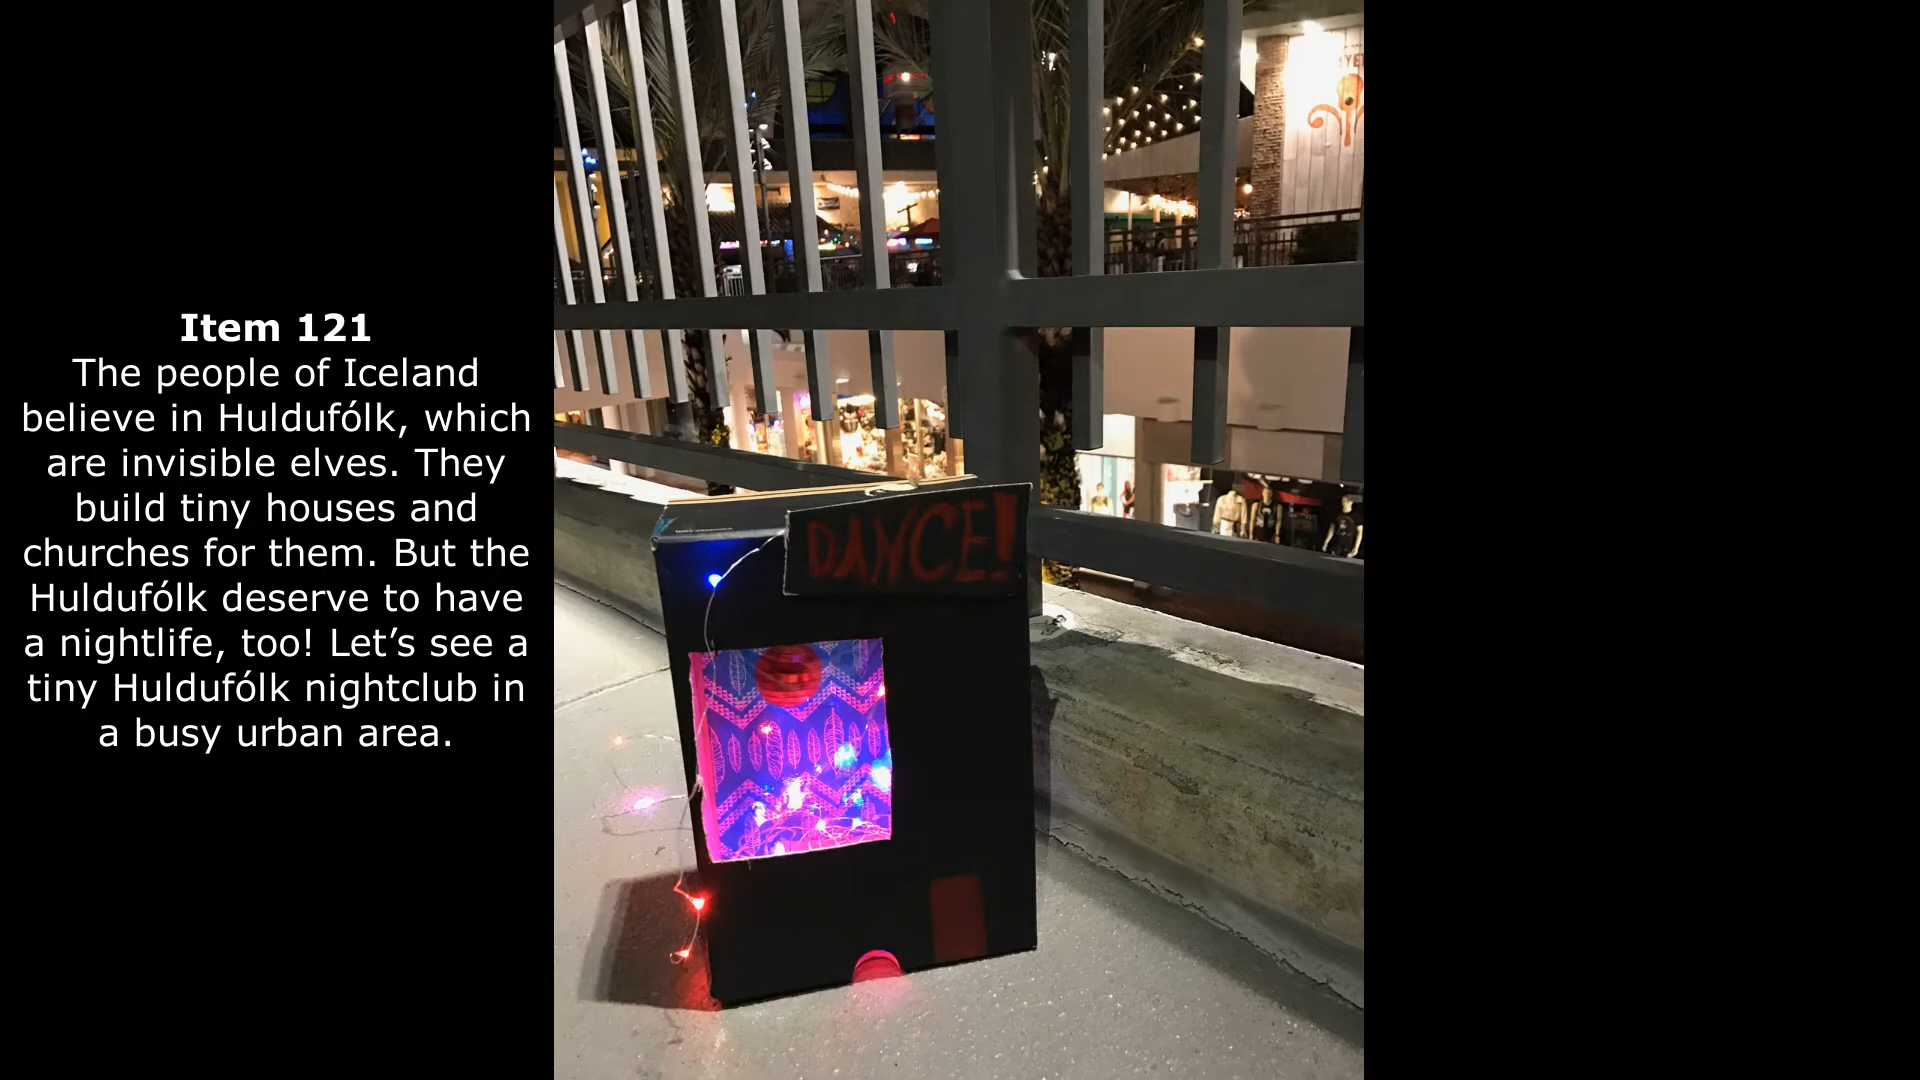 Item 121
The people of Iceland
believe in Huldufólk, which
are invisible elves. They
build tiny houses and
churches for them. But the
Huldufólk deserve to have
a nightlife, too! Let’s see a
tiny Huldufólk nightclub in
a busy urban area.
DANCE!